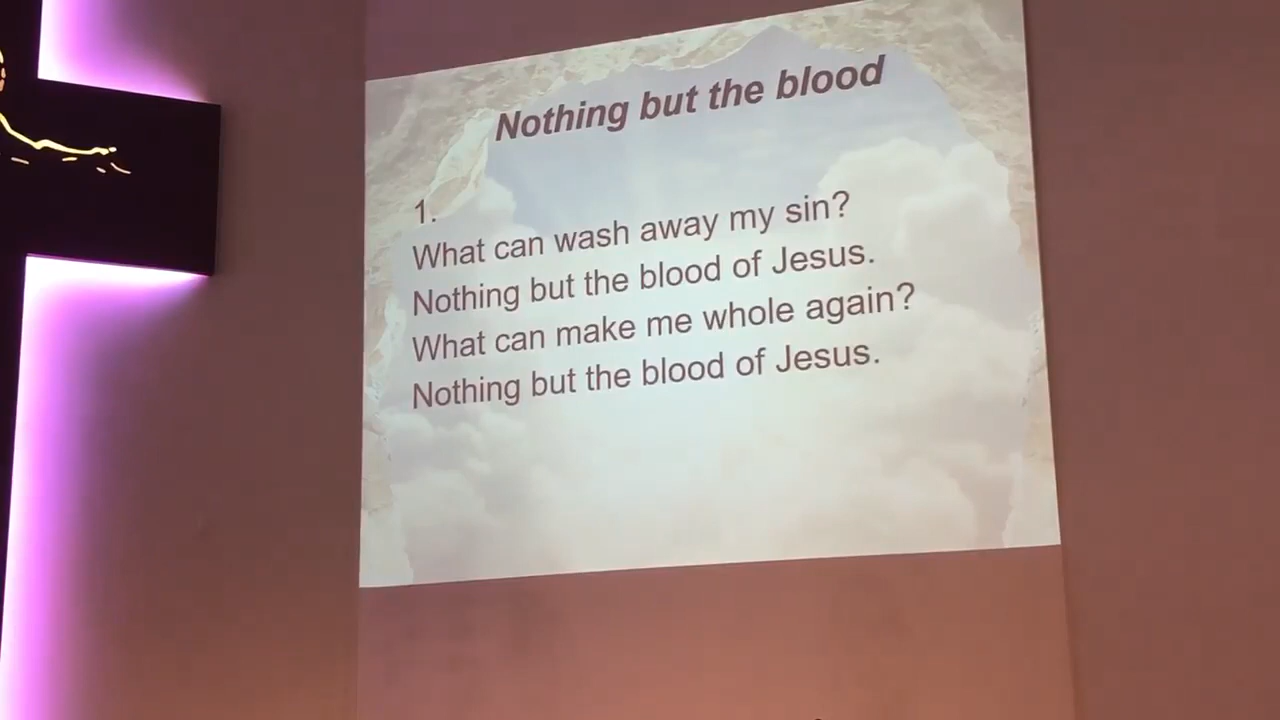 Nothing but the blood
1.
What can wash away my sin?
Nothing but the blood of Jesus.
What can make me whole again?
Nothing but the blood of Jesus.